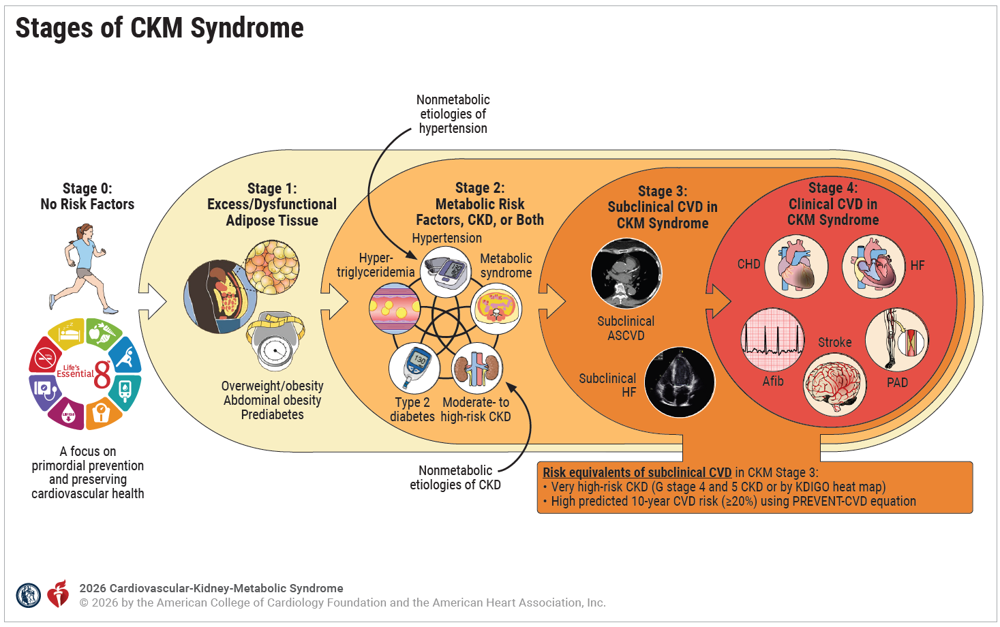 Stages of CKM Syndrome
Nonmetabolic
etiologies of
hypertension
Stage 0:
No Risk Factors
Life's
Essential
8™
A focus on
primordial prevention
and preserving
cardiovascular health
Stage 1:
Excess/Dysfunctional
Adipose Tissue
Overweight/obesity
Abdominal obesity
Prediabetes
Stage 2:
Metabolic Risk
Factors, CKD, or Both
Hypertension
Hyper-
triglyceridemia
Metabolic
syndrome
130
Type 2
diabetes
Moderate- to
high-risk CKD
Nonmetabolic
etiologies of CKD
Stage 3:
Subclinical CVD in
CKM Syndrome
Subclinical
ASCVD
Subclinical
HF
Stage 4:
Clinical CVD in
CKM Syndrome
CHD
HF
Afib
Stroke
PAD
Risk equivalents of subclinical CVD in CKM Stage 3:
• Very high-risk CKD (G stage 4 and 5 CKD or by KDIGO heat map)
• High predicted 10-year CVD risk (≥20%) using PREVENT-CVD equation
2026 Cardiovascular-Kidney-Metabolic Syndrome
© 2026 by the American College of Cardiology Foundation and the American Heart Association, Inc.